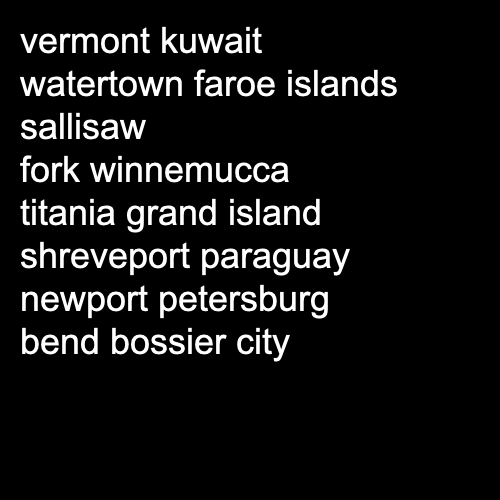 vermont kuwait
watertown faroe islands
sallisaw
fork winnemucca
titania grand island
shreveport paraguay
newport petersburg
bend bossier city